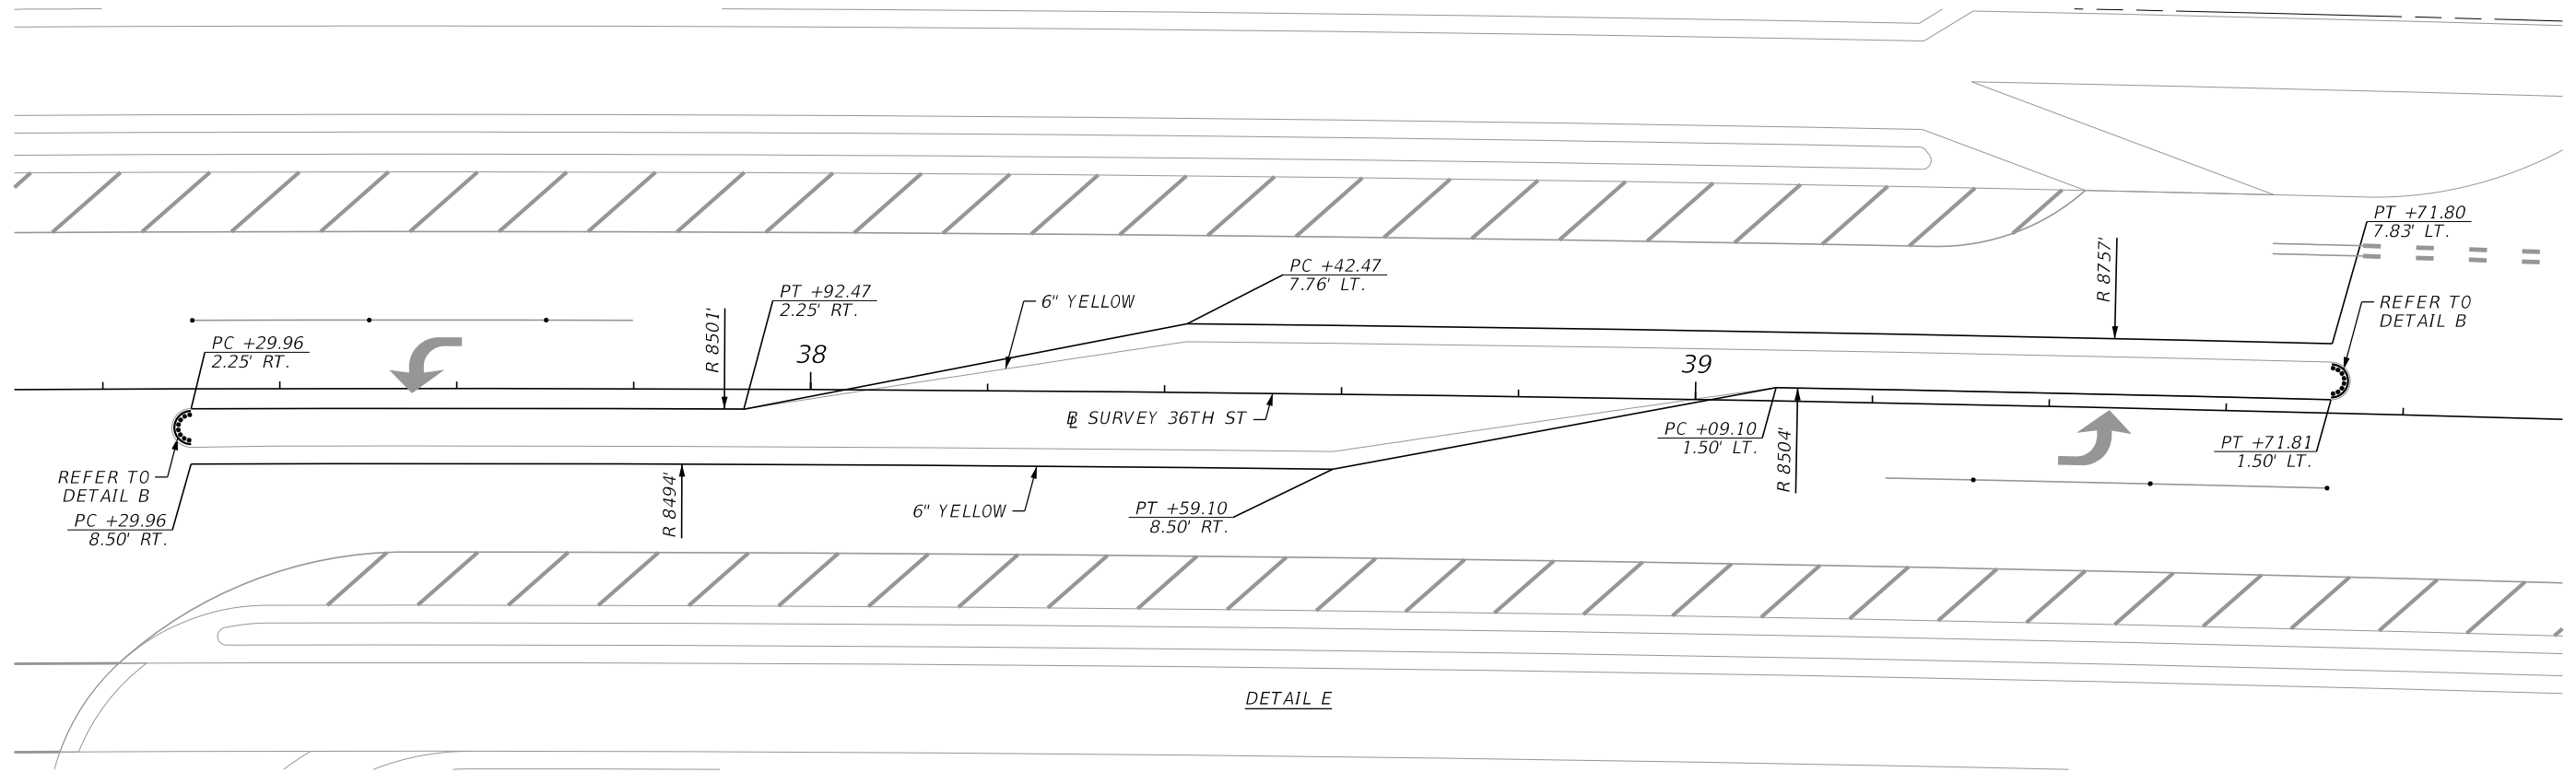 PT +71.80
7.83' LT.
R 8757'
PC +42.47
7.76' LT.
PT +92.47
2.25' RT.
6" YELLOW
REFER TO
DETAIL B
R 8501'
PC +29.96
2.25' RT.
38
39
B SURVEY 36TH ST
PC +09.10
1.50' LT.
R 8504'
PT +71.81
1.50' LT.
REFER TO
DETAIL B
R 8494'
6" YELLOW
PT +59.10
8.50' RT.
PC +29.96
8.50' RT.
DETAIL E